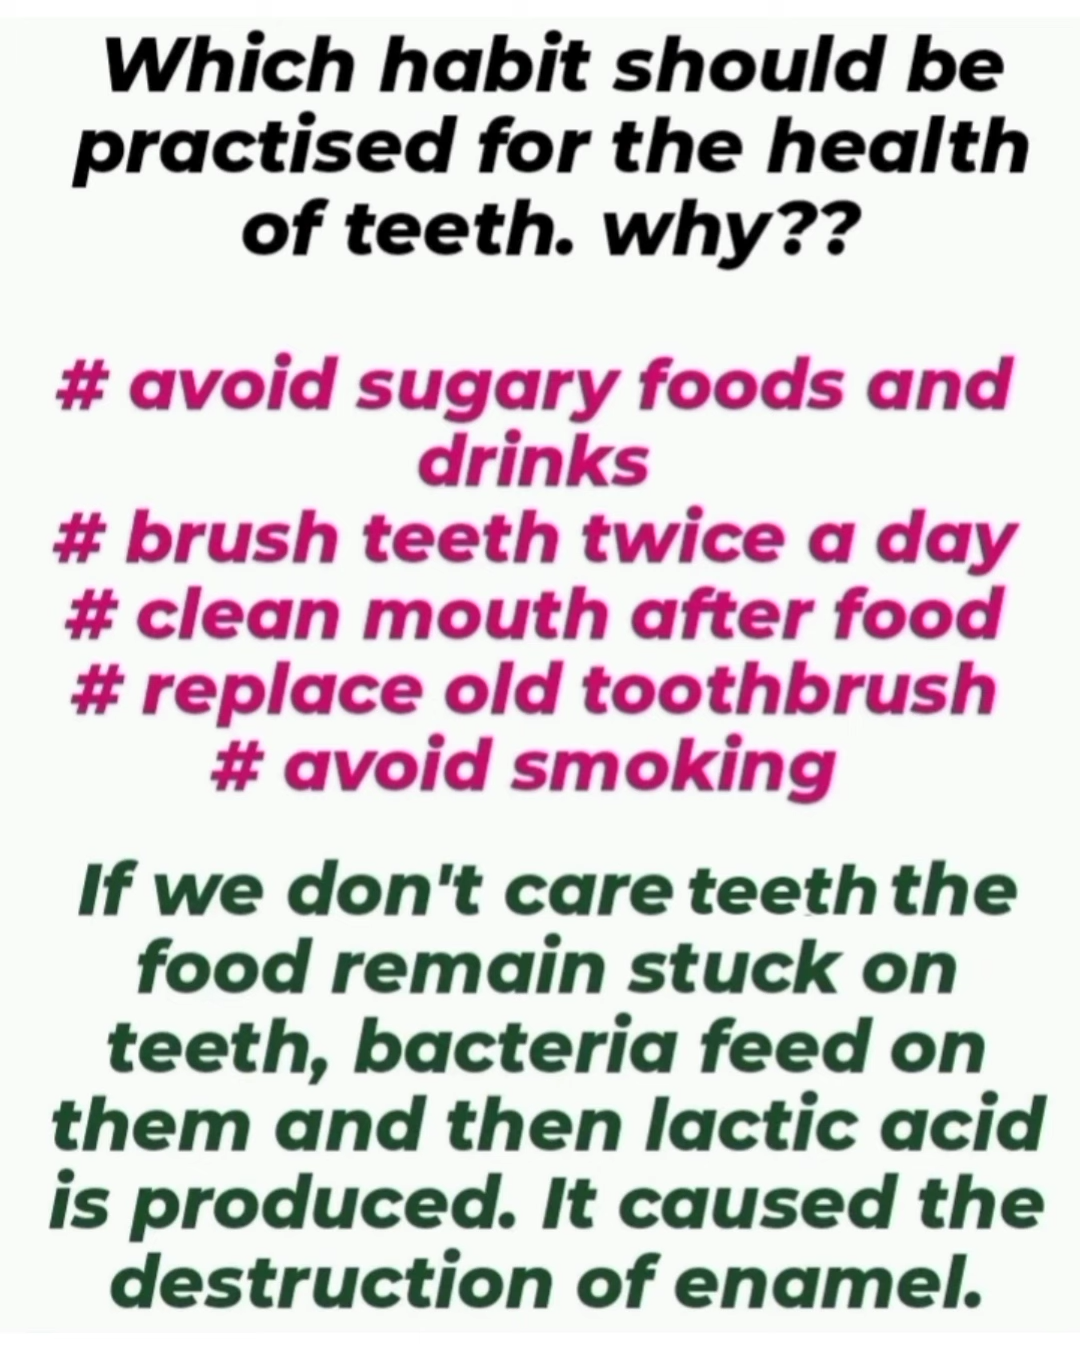 Which habit should be
practised for the health
of teeth. why??
# avoid sugary foods and
drinks
# brush teeth twice a day
# clean mouth after food
# replace old toothbrush
# avoid smoking
If we don't care teeth the
food remain stuck on
teeth, bacteria feed on
them and then lactic acid
is produced. It caused the
destruction of enamel.